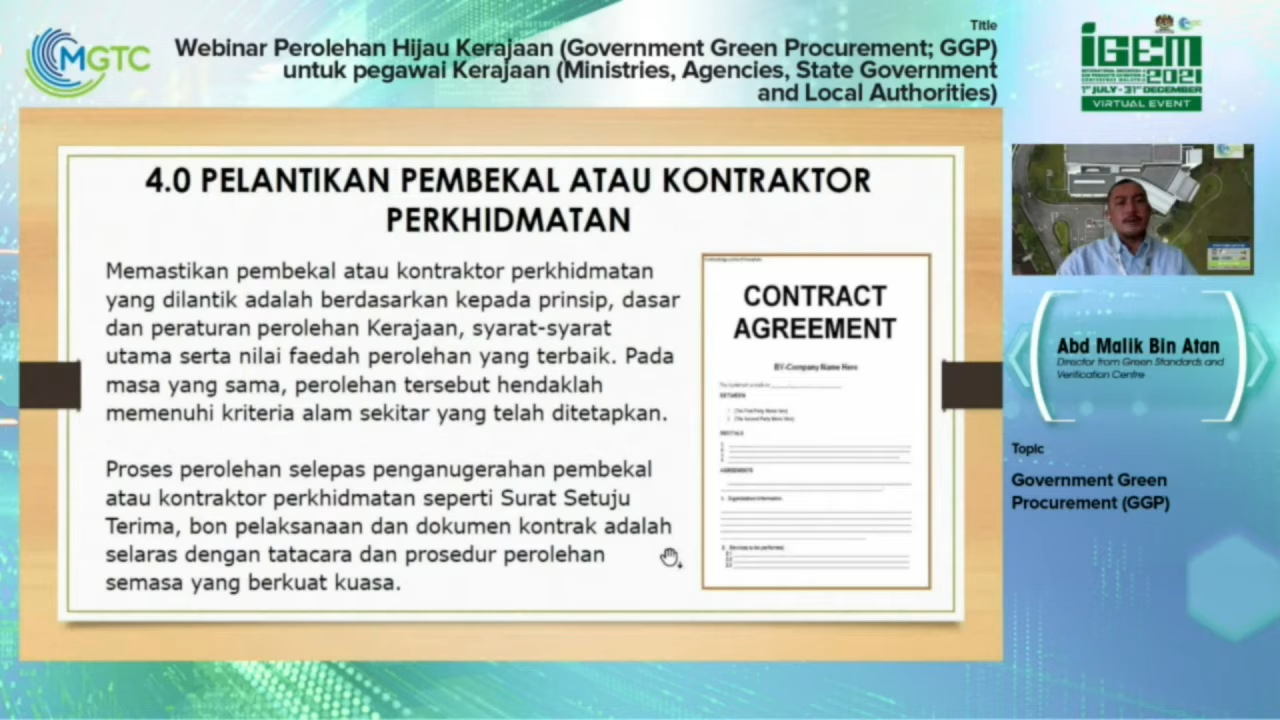 MGTC
Title
Webinar Perolehan Hijau Kerajaan (Government Green Procurement; GGP)
untuk pegawai Kerajaan (Ministries, Agencies, State Government
and Local Authorities)
iGEM
2021
1ST JULY - 31ST DECEMBER
VIRTUAL EVENT
4.0 PELANTIKAN PEMBEKAL ATAU KONTRAKTOR
PERKHIDMATAN
Memastikan pembekal atau kontraktor perkhidmatan
yang dilantik adalah berdasarkan kepada prinsip, dasar
dan peraturan perolehan Kerajaan, syarat-syarat
utama serta nilai faedah perolehan yang terbaik. Pada
masa yang sama, perolehan tersebut hendaklah
memenuhi kriteria alam sekitar yang telah ditetapkan.
Proses perolehan selepas penganugerahan pembekal
atau kontraktor perkhidmatan seperti Surat Setuju
Terima, bon pelaksanaan dan dokumen kontrak adalah
selaras dengan tatacara dan prosedur perolehan
semasa yang berkuat kuasa.
CONTRACT
AGREEMENT
BY-Company Name Here
BETWEEN
RECITALS
AGREEMENTS
Abd Malik Bin Atan
Director from Green Standards and
Verification Centre
Topic
Government Green
Procurement (GGP)